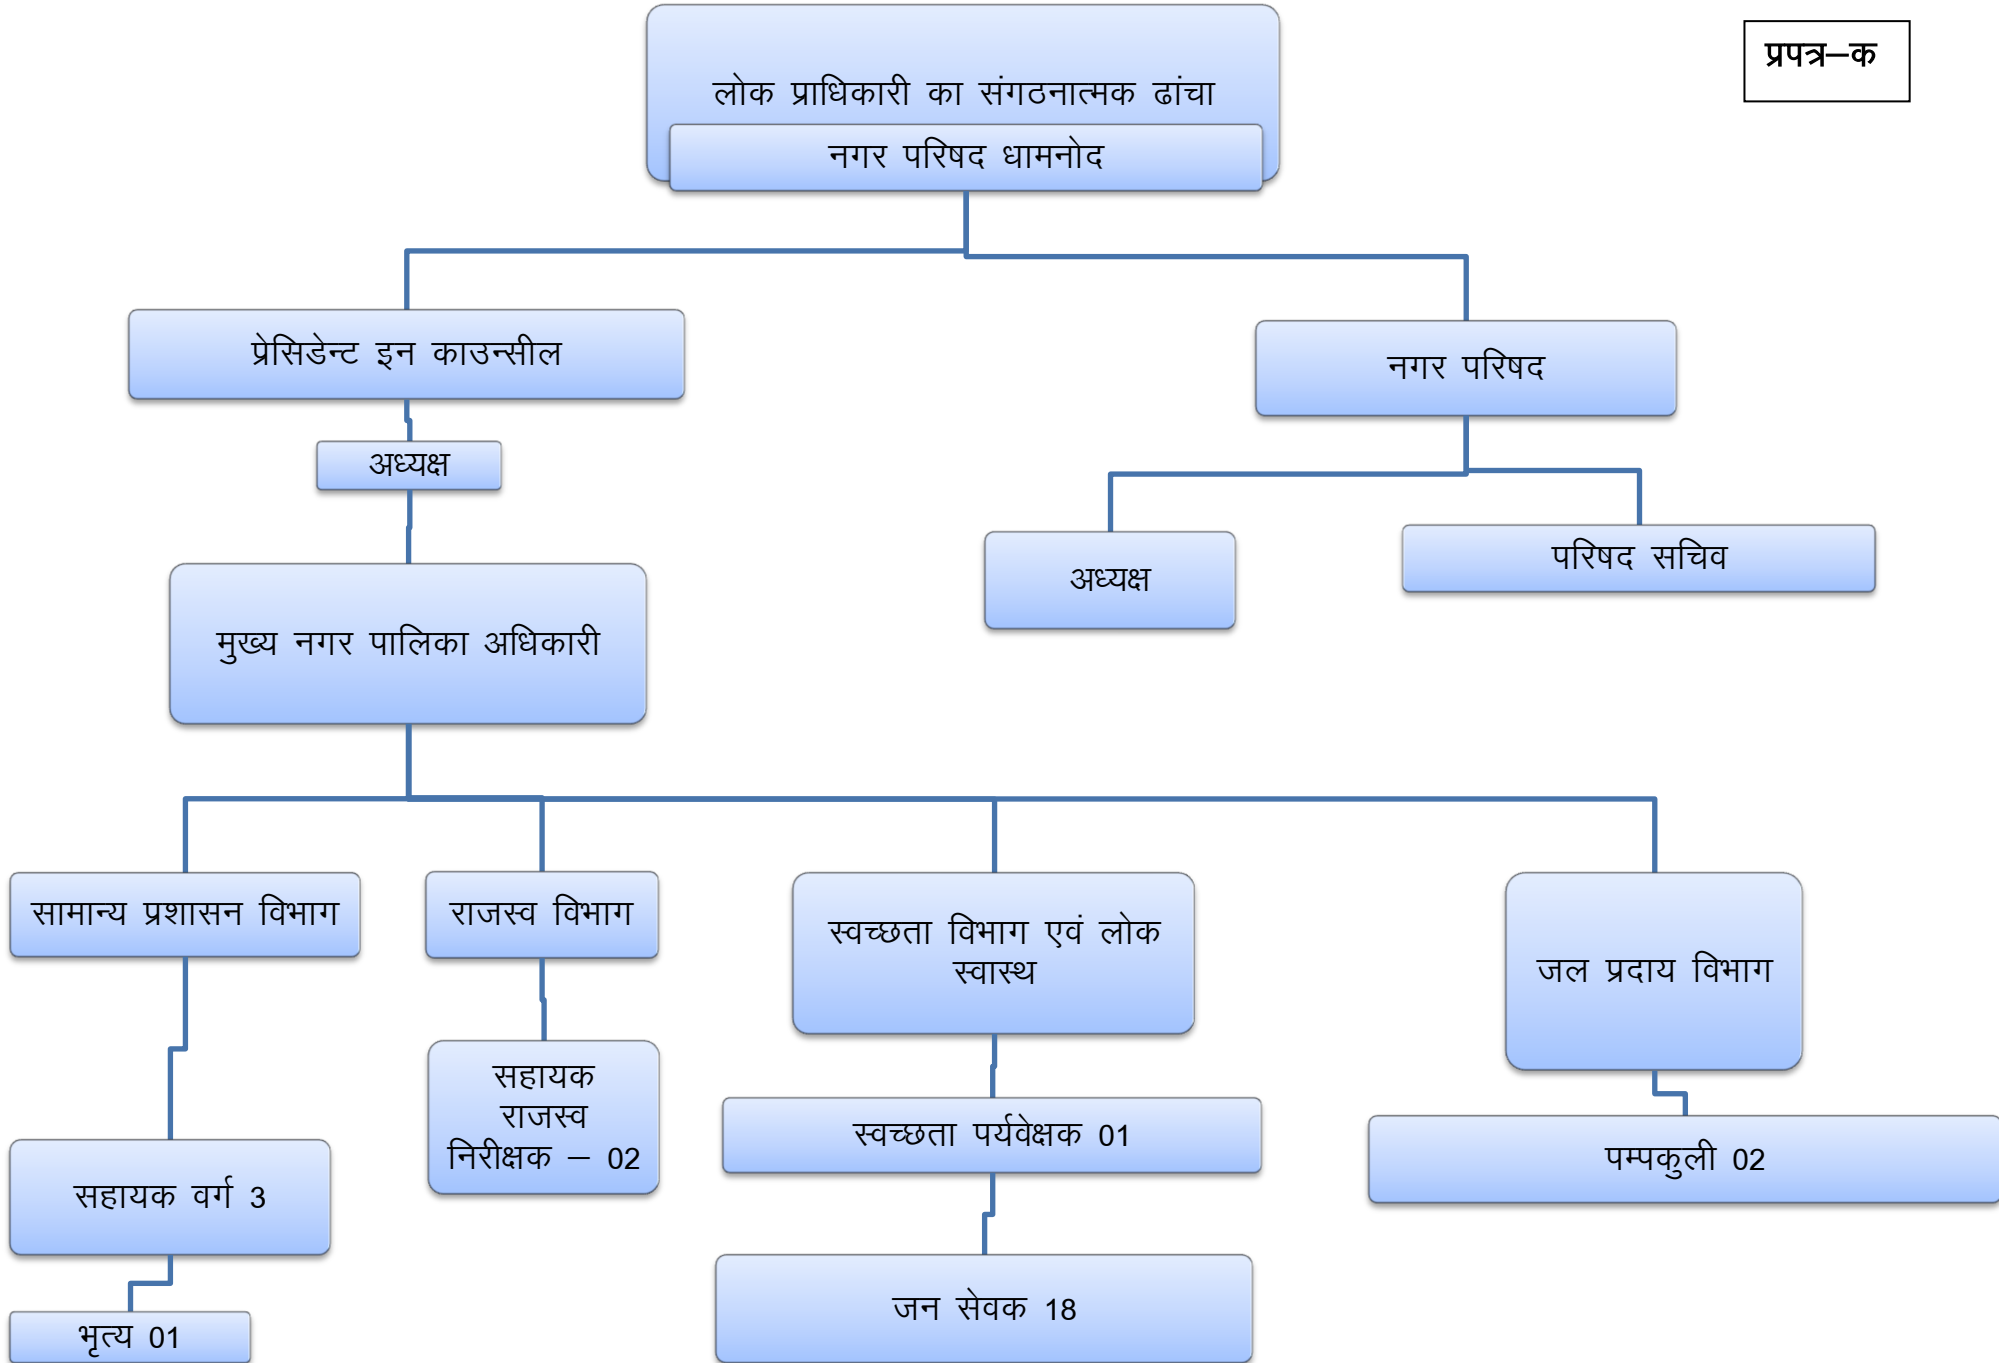 प्रपत्र–क
लोक प्राधिकारी का संगठनात्मक ढांचा
नगर परिषद धामनोद
प्रेसिडेन्ट इन काउन्सील
नगर परिषद
अध्यक्ष
अध्यक्ष
परिषद सचिव
मुख्य नगर पालिका अधिकारी
सामान्य प्रशासन विभाग
राजस्व विभाग
स्वच्छता विभाग एवं लोक
स्वास्थ
जल प्रदाय विभाग
सहायक
राजस्व
निरीक्षक – 02
स्वच्छता पर्यवेक्षक 01
पम्पकुली 02
सहायक वर्ग 3
जन सेवक 18
भृत्य 01